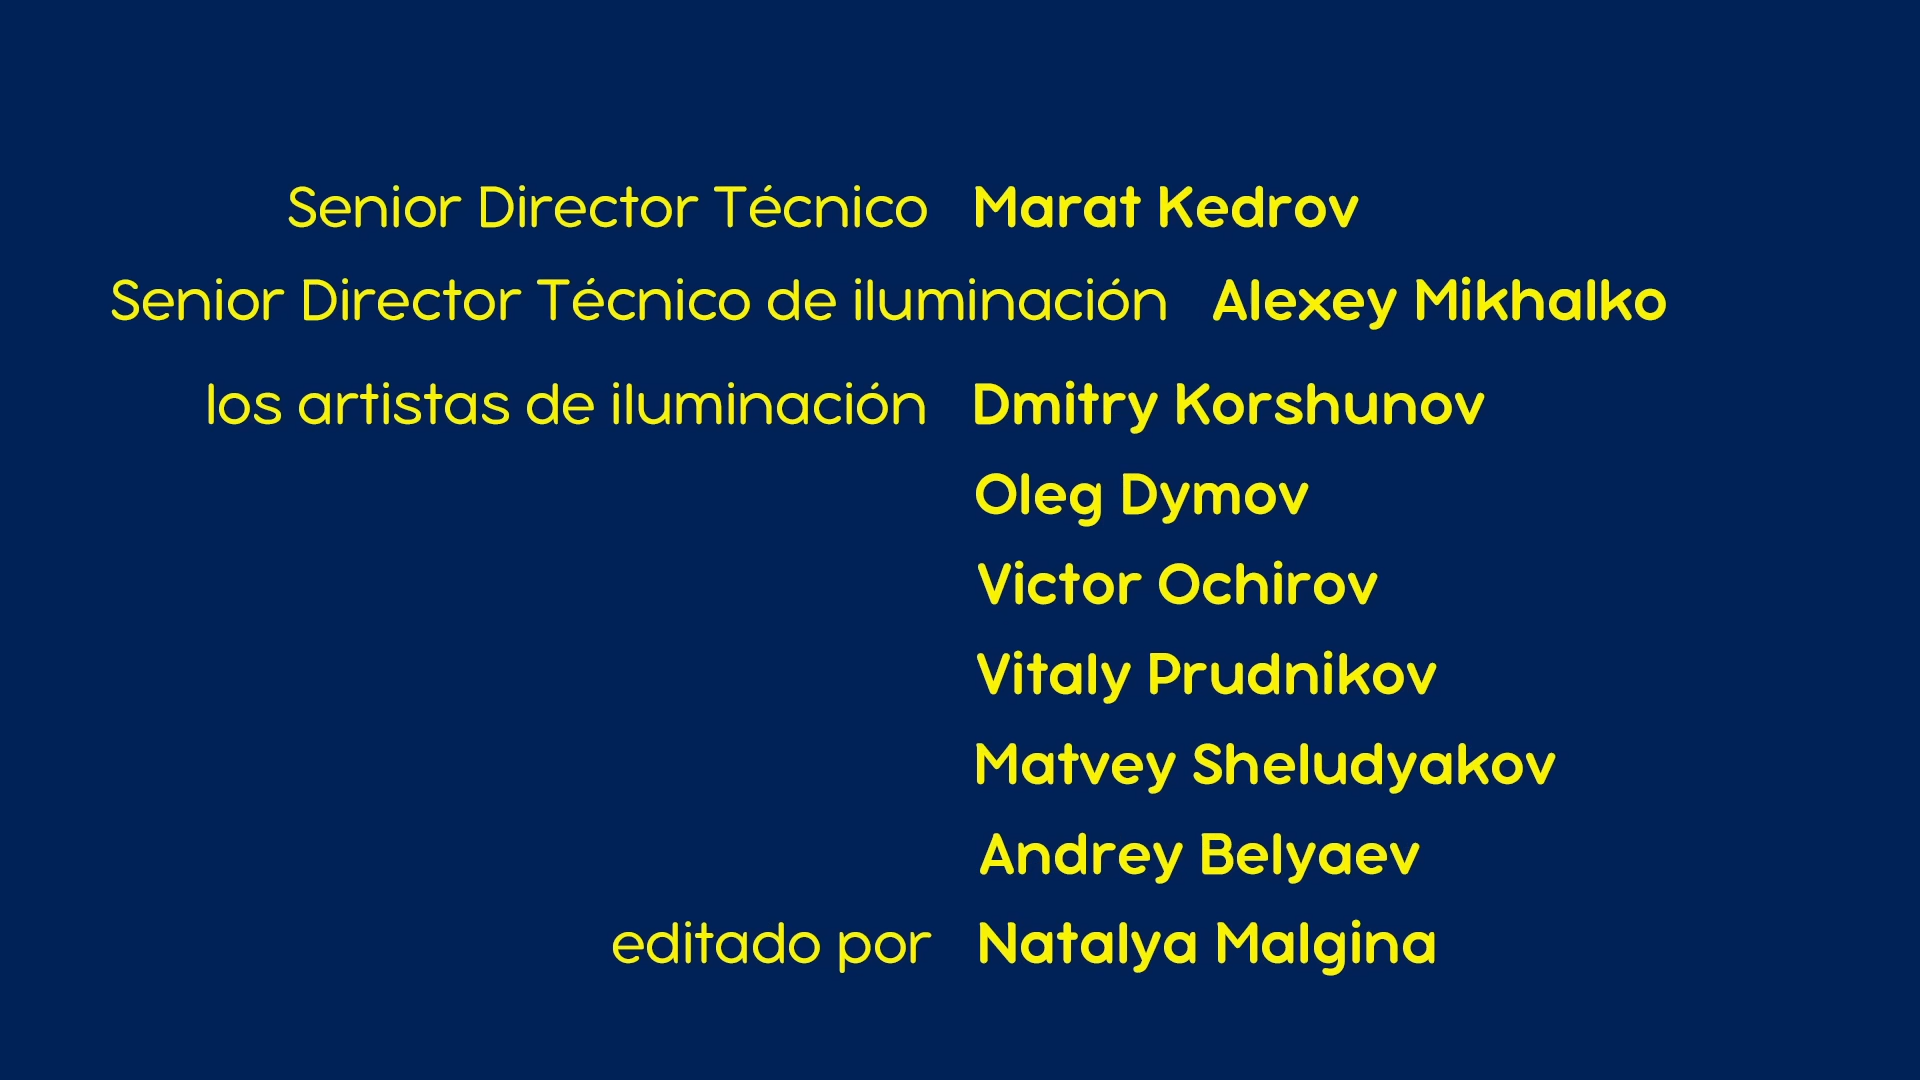 Senior Director Técnico Marat Kedrov
Senior Director Técnico de iluminación Alexey Mikhalko
los artistas de iluminación Dmitry Korshunov
Oleg Dymov
Victor Ochirov
Vitaly Prudnikov
Matvey Sheludyakov
Andrey Belyaev
editado por Natalya Malgina